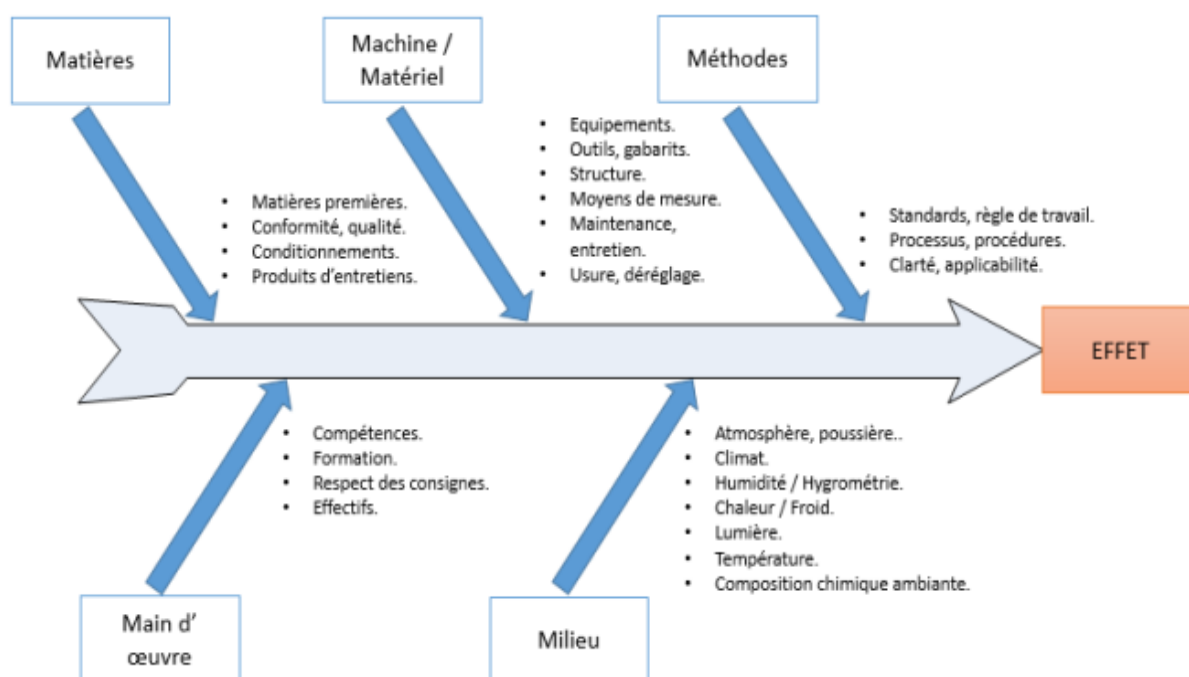 Matières
Machine /
Matériel
Méthodes
• Matières premières.
• Conformité, qualité.
• Conditionnements.
• Produits d'entretiens.
• Equipements.
• Outils, gabarits.
• Structure.
• Moyens de mesure.
• Maintenance,
entretien.
• Usure, déréglage.
• Standards, règle de travail.
• Processus, procédures.
• Clarté, applicabilité.
EFFET
• Compétences.
• Formation.
• Respect des consignes.
• Effectifs.
• Atmosphère, poussière..
• Climat.
• Humidité / Hygrométrie.
• Chaleur / Froid.
• Lumière.
• Température.
• Composition chimique ambiante.
Main d'
œuvre
Milieu